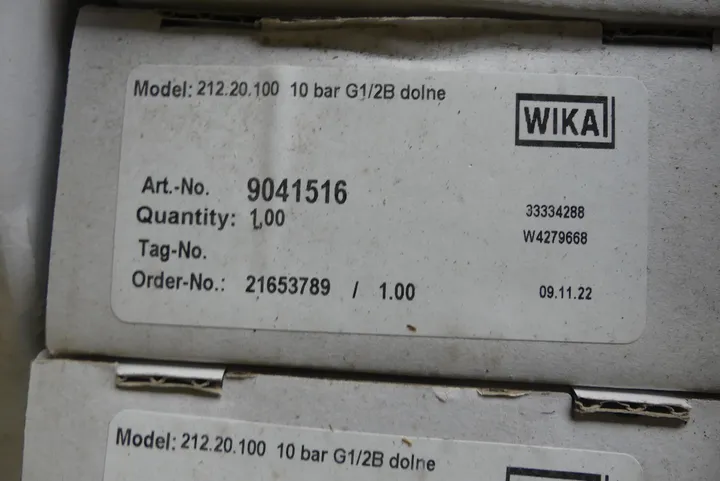 Model: 212.20.100 10 bar G1/2B dolne
WIKA
Art.-No. 9041516
33334288
Quantity: 1,00
W4279668
Tag-No.
Order-No.: 21653789 / 1.00
09.11.22
Model: 212.20.100 10 bar G1/2B dolne